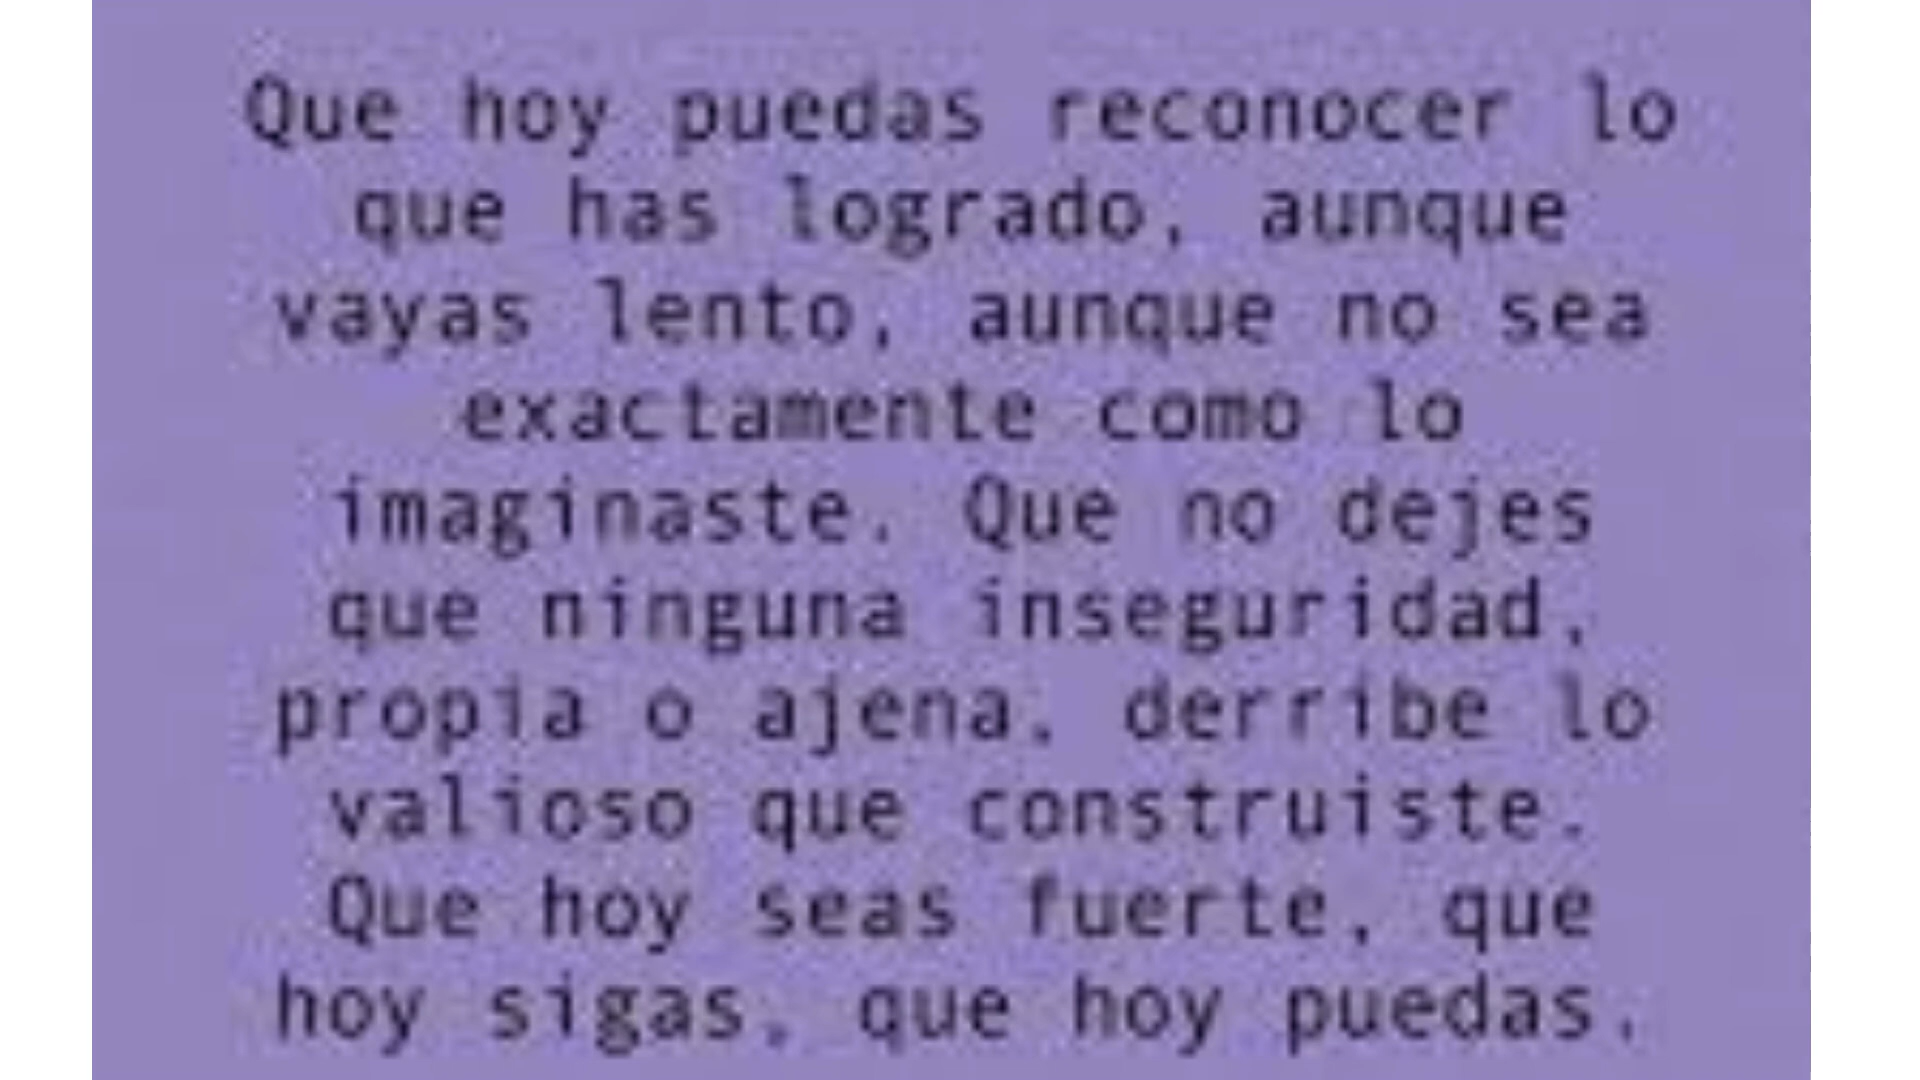 Que hoy puedas reconocer lo
que has logrado, aunque
vayas lento, aunque no sea
exactamente como lo
imaginaste. Que no dejes
que ninguna inseguridad,
propia o ajena, derribe lo
valioso que construiste.
Que hoy seas fuerte, que
hoy sigas, que hoy puedas.